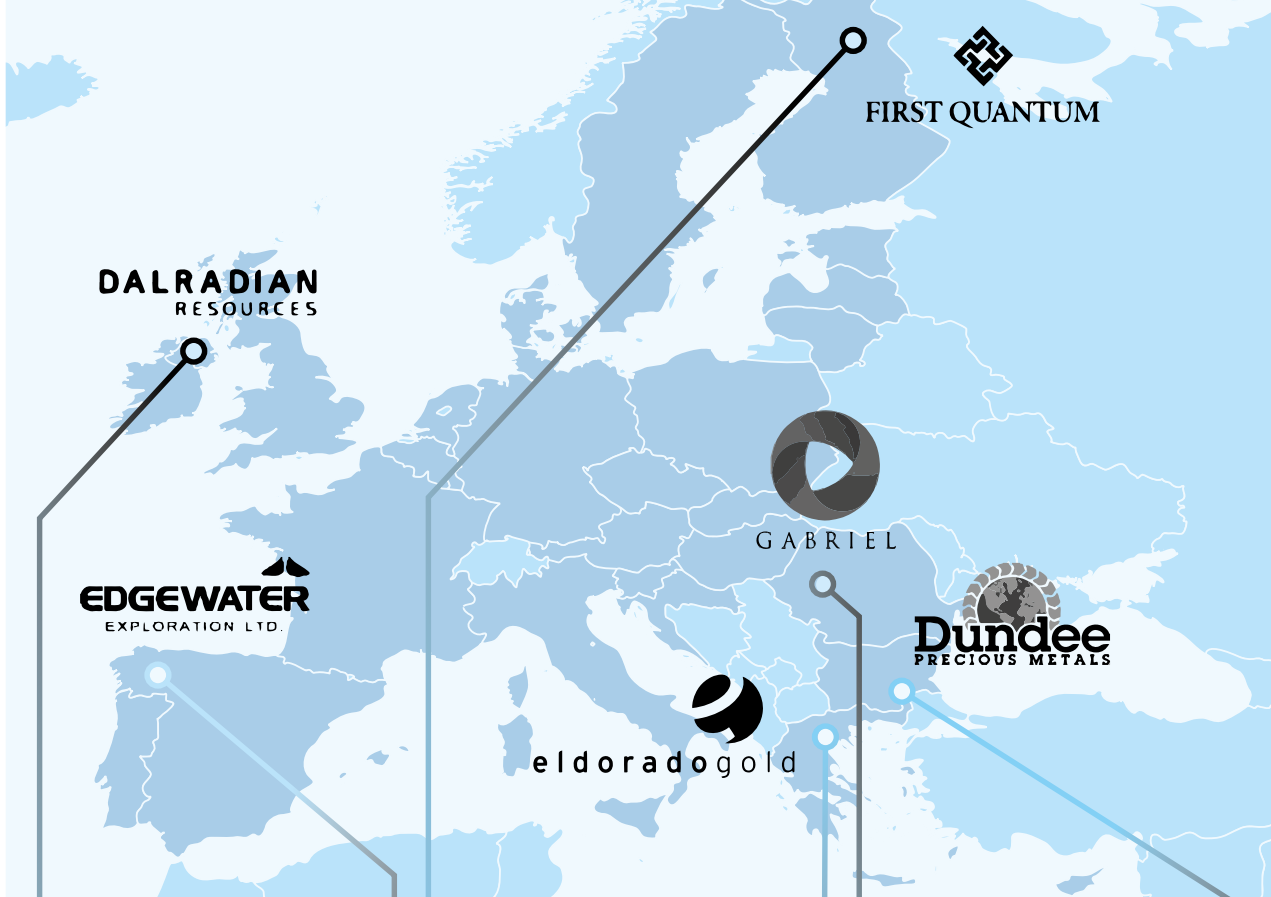 FIRST QUANTUM
DALRADIAN
RESOURCES
GABRIEL
EDGEWATER
EXPLORATION LTD.
Dundee
PRECIOUS METALS
eldoradogold